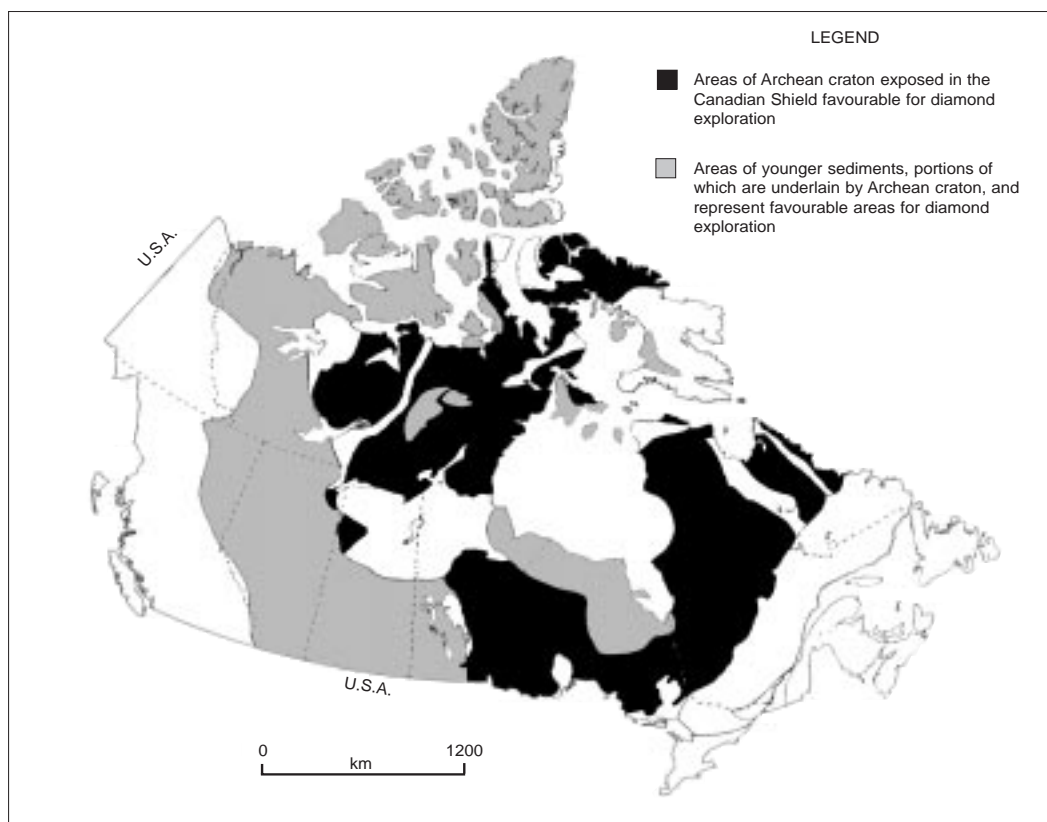 LEGEND
Areas of Archean craton exposed in the
Canadian Shield favourable for diamond
exploration
Areas of younger sediments, portions of
which are underlain by Archean craton, and
represent favourable areas for diamond
exploration
U.S.A.
U.S.A.
0 1200
km